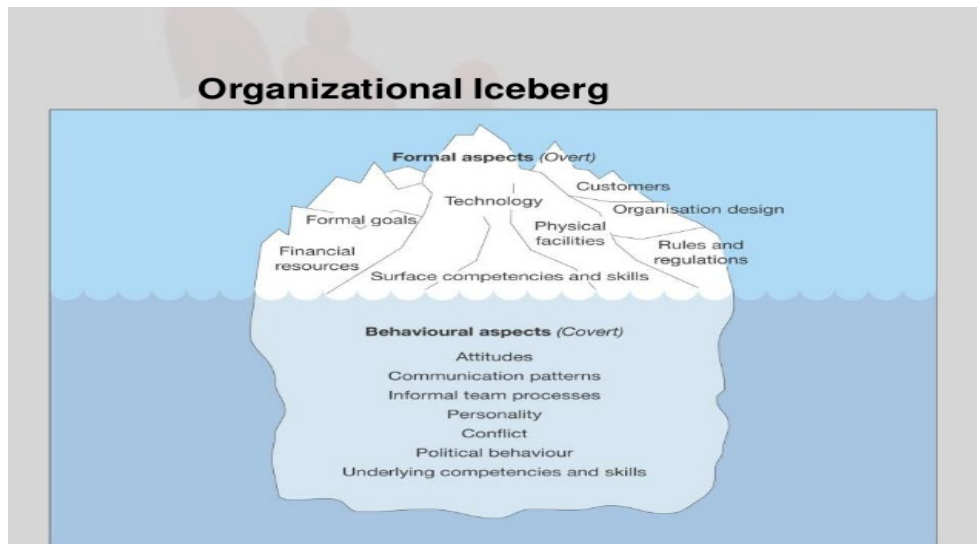 Organizational Iceberg
Formal aspects (Overt)
Customers
Technology
Organisation design
Formal goals
Physical
facilities
Rules and
regulations
Financial
resources
Surface competencies and skills
Behavioural aspects (Covert)
Attitudes
Communication patterns
Informal team processes
Personality
Conflict
Political behaviour
Underlying competencies and skills